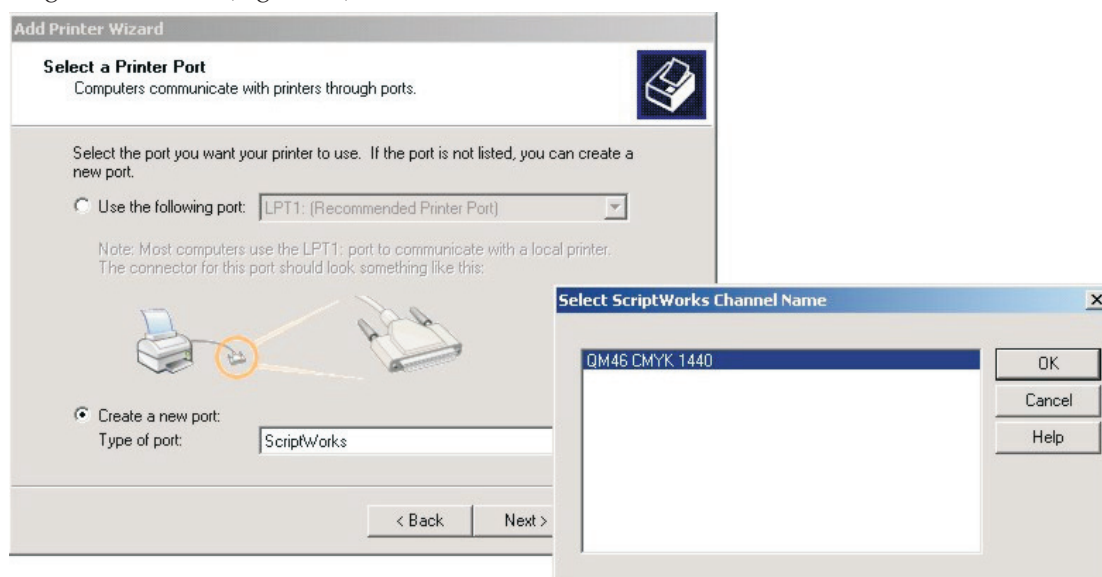 Add Printer Wizard
Select a Printer Port
Computers communicate with printers through ports.
Select the port you want your printer to use.  If the port is not listed, you can create a
new port.
Use the following port:
LPT1: (Recommended Printer Port)
Note: Most computers use the LPT1: port to communicate with a local printer.
The connector for this port should look something like this:
Create a new port:
Type of port:
ScriptWorks
< Back
Next >
Select ScriptWorks Channel Name
QM46 CMYK 1440
OK
Cancel
Help